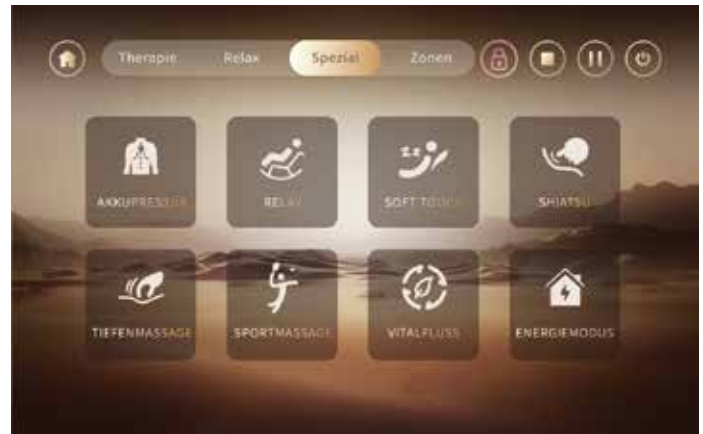 Therapie Relax Spezial Zonen
AKKUPRESSUR RELAX SOFT TOUCH SHIATSU
TIEFENMASSAGE SPORTMASSAGE VITALFLUSS ENERGIEMODUS